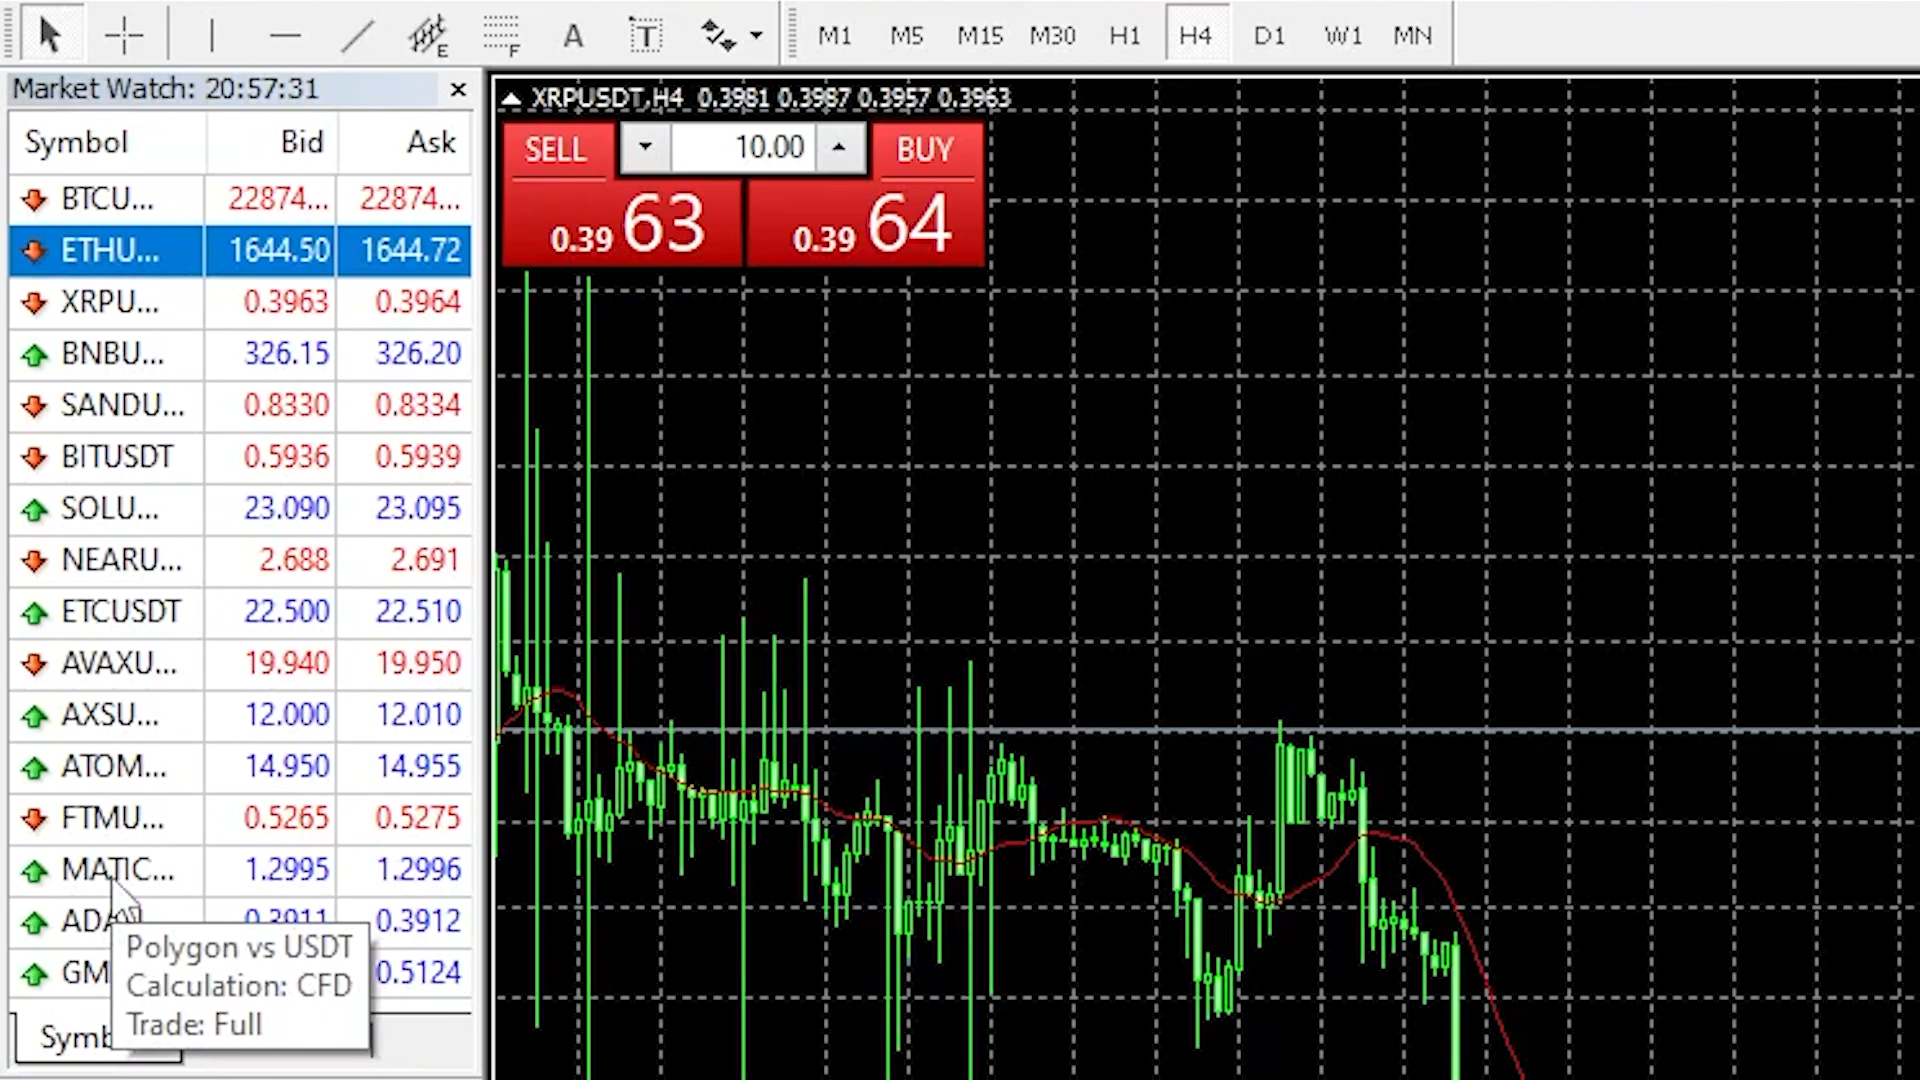 E F A T M1 M5 M15 M30 H1 H4 D1 W1 MN
Market Watch: 20:57:31
Symbol Bid Ask
BTCU... 22874... 22874...
ETHU... 1644.50 1644.72
XRPU... 0.3963 0.3964
BNBU... 326.15 326.20
SANDU... 0.8330 0.8334
BITUSDT 0.5936 0.5939
SOLU... 23.090 23.095
NEARU... 2.688 2.691
ETCUSDT 22.500 22.510
AVAXU... 19.940 19.950
AXSU... 12.000 12.010
ATOM... 14.950 14.955
FTMU... 0.5265 0.5275
MATIC... 1.2995 1.2996
ADA 0.3911 0.3912
GM 0.5124
Polygon vs USDT
Calculation: CFD
Trade: Full
Symb
XRPUSDT,H4 0.3981 0.3987 0.3957 0.3963
SELL 10.00 BUY
0.39 63 0.39 64